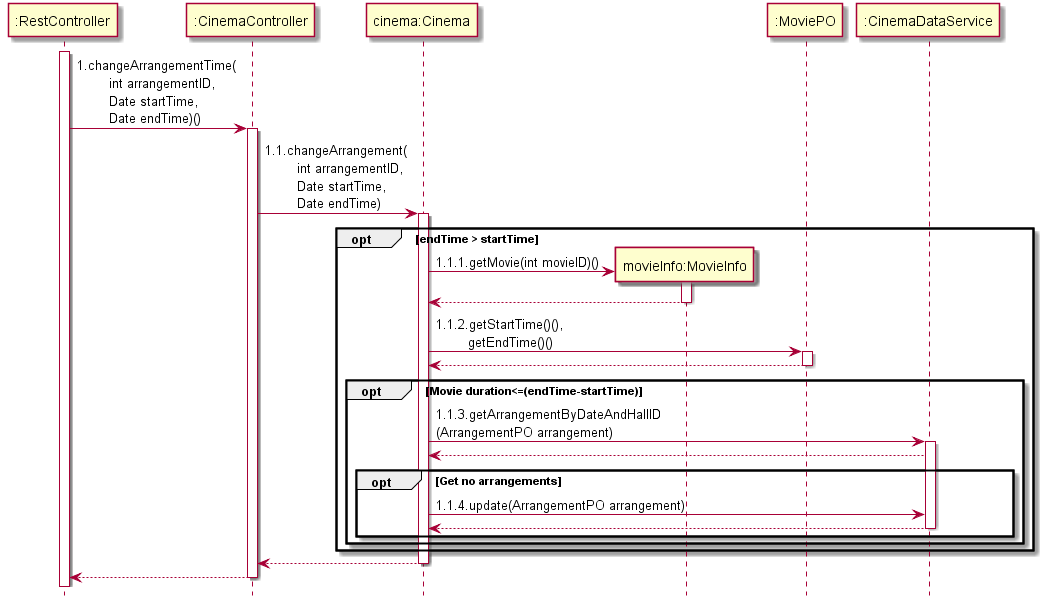 :RestController
:CinemaController
cinema:Cinema
:MoviePO
:CinemaDataService
1.changeArrangementTime(
int arrangementID,
Date startTime,
Date endTime)()
1.1.changeArrangement(
int arrangementID,
Date startTime,
Date endTime)
opt
[endTime > startTime]
1.1.1.getMovie(int movieID)()
movieInfo:MovieInfo
1.1.2.getStartTime()(),
getEndTime()()
opt
[Movie duration<=(endTime-startTime)]
1.1.3.getArrangementByDateAndHallID
(ArrangementPO arrangement)
opt
[Get no arrangements]
1.1.4.update(ArrangementPO arrangement)